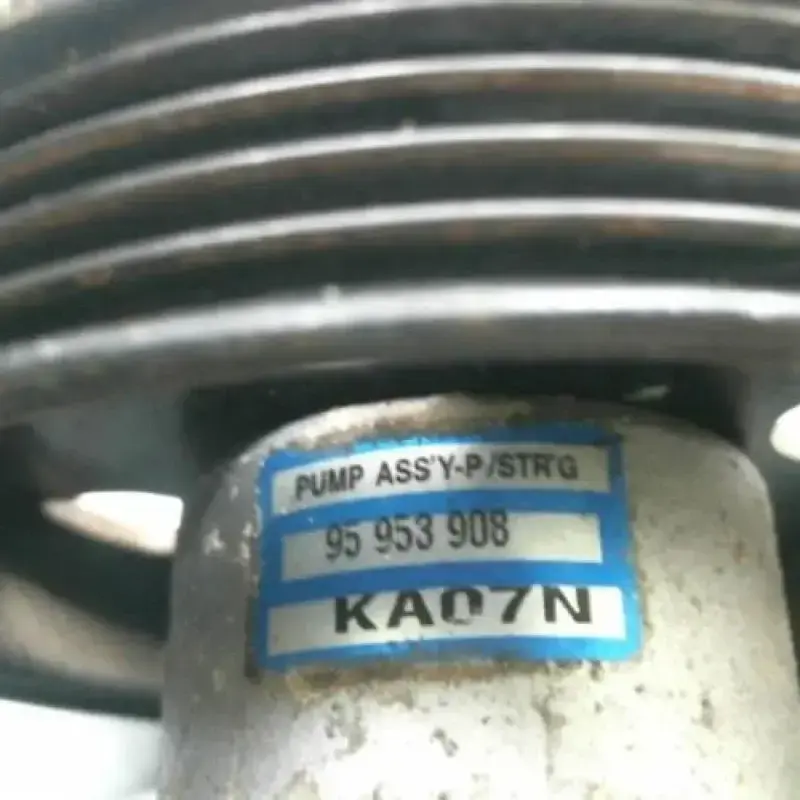 PUMP ASS'Y-P/STR'G
95 953 908
KA07N